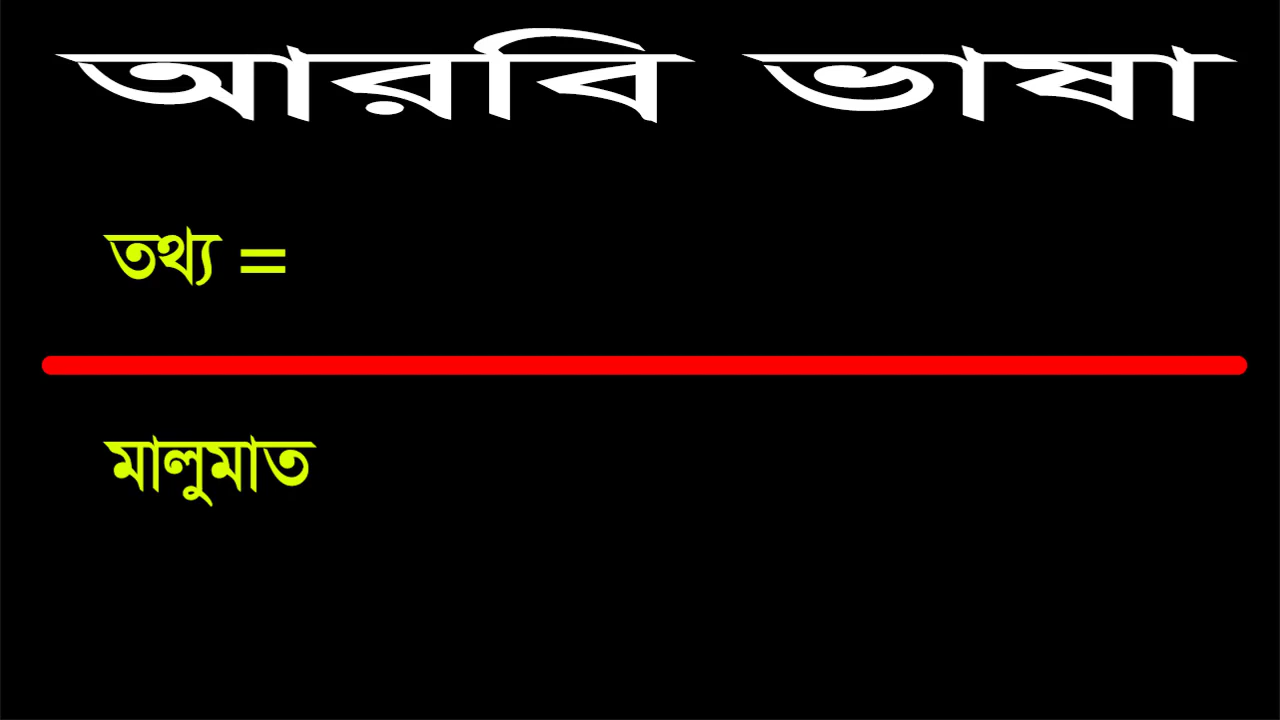 আরবি ভাষা
তথ্য =
মালুমাত